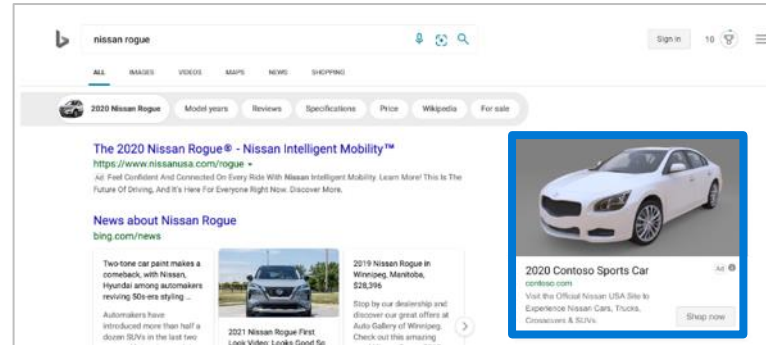 nissan rogue
Sign in
10
ALL IMAGES VIDEOS MAPS NEWS SHOPPING
2020 Nissan Rogue Model years Reviews Specifications Price Wikipedia For sale
The 2020 Nissan Rogue® - Nissan Intelligent Mobility™
https://www.nissanusa.com/rogue
Ad Feel Confident And Connected On Every Ride With Nissan Intelligent Mobility. Learn More! This Is The
Future Of Driving, And It's Here For Everyone Right Now. Discover More.
News about Nissan Rogue
bing.com/news
Two-tone car paint makes a
comeback, with Nissan,
Hyundai among automakers
reviving 50s-era styling ...
Automakers have
introduced more than half a
dozen SUVs in the last two
2021 Nissan Rogue First
Look Video: Looks Good So
2019 Nissan Rogue in
Winnipeg, Manitoba,
$28,396
Stop by our dealership and
discover our great offers at
Auto Gallery of Winnipeg.
Check out this amazing
2020 Contoso Sports Car
Ad
contoso.com
Visit the Official Nissan USA Site to
Experience Nissan Cars, Trucks,
Crossovers & SUVs.
Shop now